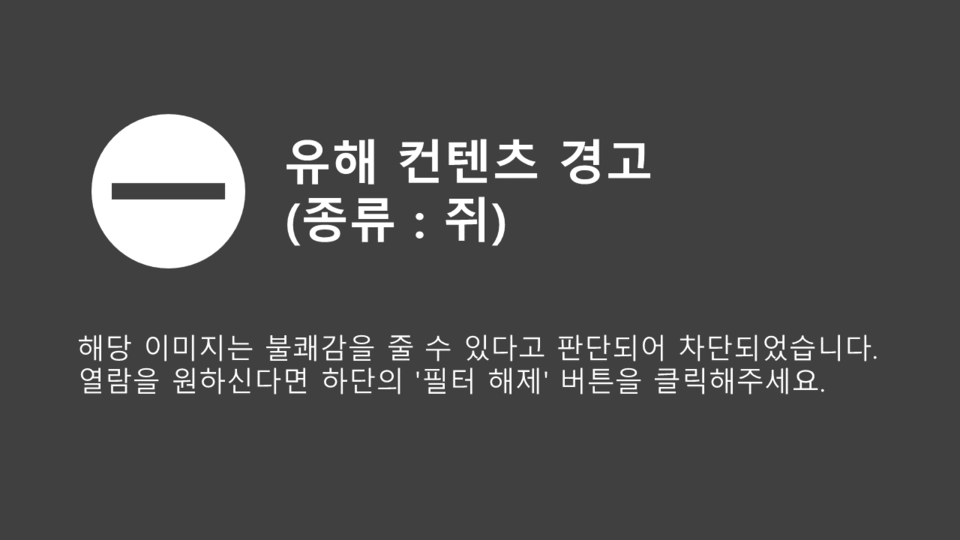 유해 컨텐츠 경고
(종류 : 쥐)
해당 이미지는 불쾌감을 줄 수 있다고 판단되어 차단되었습니다.
열람을 원하신다면 하단의 '필터 해제' 버튼을 클릭해주세요.